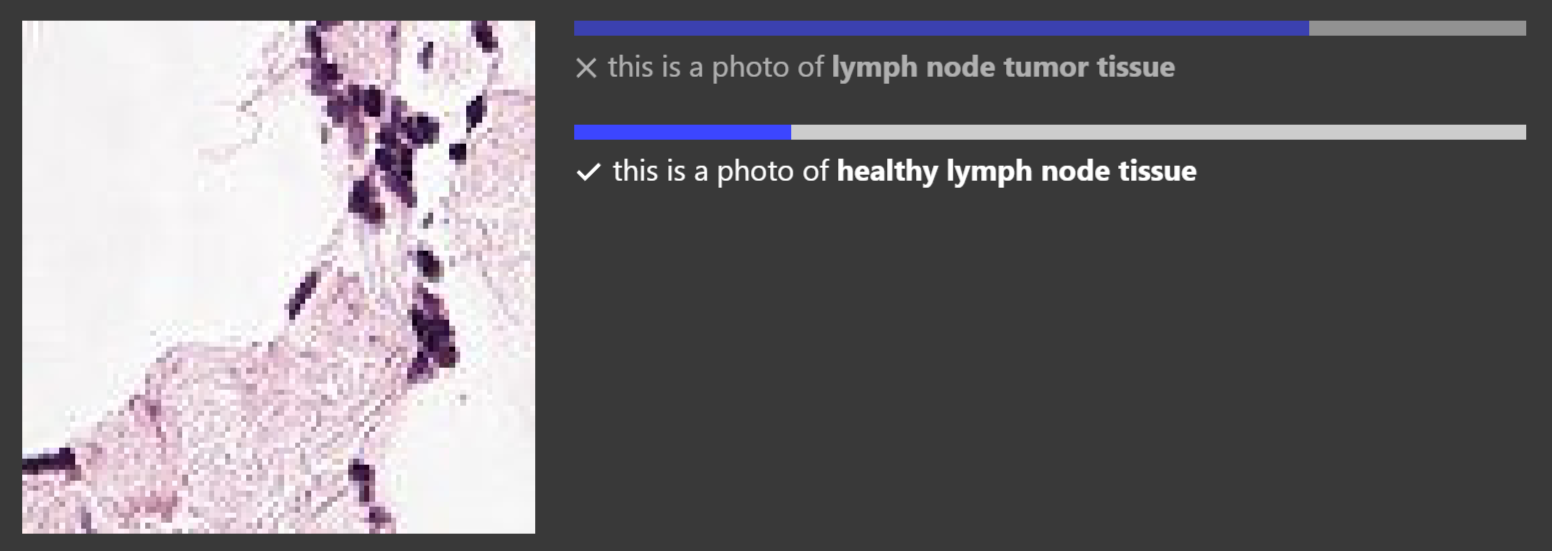 ✕ this is a photo of lymph node tumor tissue
✓ this is a photo of healthy lymph node tissue